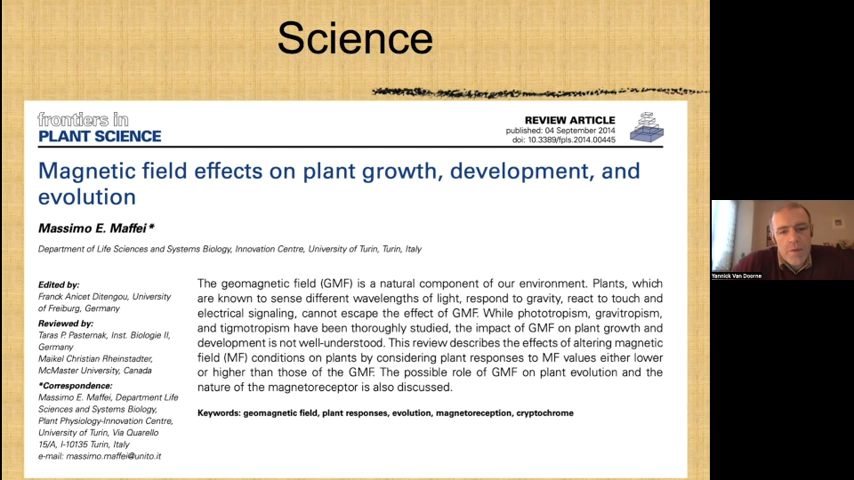 Science
frontiers in
PLANT SCIENCE
REVIEW ARTICLE
published: 04 September 2014
doi: 10.3389/fpls.2014.00445
Magnetic field effects on plant growth, development, and
evolution
Massimo E. Maffei*
Department of Life Sciences and Systems Biology, Innovation Centre, University of Turin, Turin, Italy
Edited by:
Franck Anicet Ditengou, University
of Freiburg, Germany
Reviewed by:
Taras P. Pasternak, Inst. Biologie II,
Germany
Maikel Christian Rheinstadter,
McMaster University, Canada
*Correspondence:
Massimo E. Maffei, Department Life
Sciences and Systems Biology,
Plant Physiology-Innovation Centre,
University of Turin, Via Quarello
15/A, I-10135 Turin, Italy
e-mail: massimo.maffei@unito.it
The geomagnetic field (GMF) is a natural component of our environment. Plants, which
are known to sense different wavelengths of light, respond to gravity, react to touch and
electrical signaling, cannot escape the effect of GMF. While phototropism, gravitropism,
and tigmotropism have been thoroughly studied, the impact of GMF on plant growth and
development is not well-understood. This review describes the effects of altering magnetic
field (MF) conditions on plants by considering plant responses to MF values either lower
or higher than those of the GMF. The possible role of GMF on plant evolution and the
nature of the magnetoreceptor is also discussed.
Keywords: geomagnetic field, plant responses, evolution, magnetoreception, cryptochrome
Yannick Van Doorne